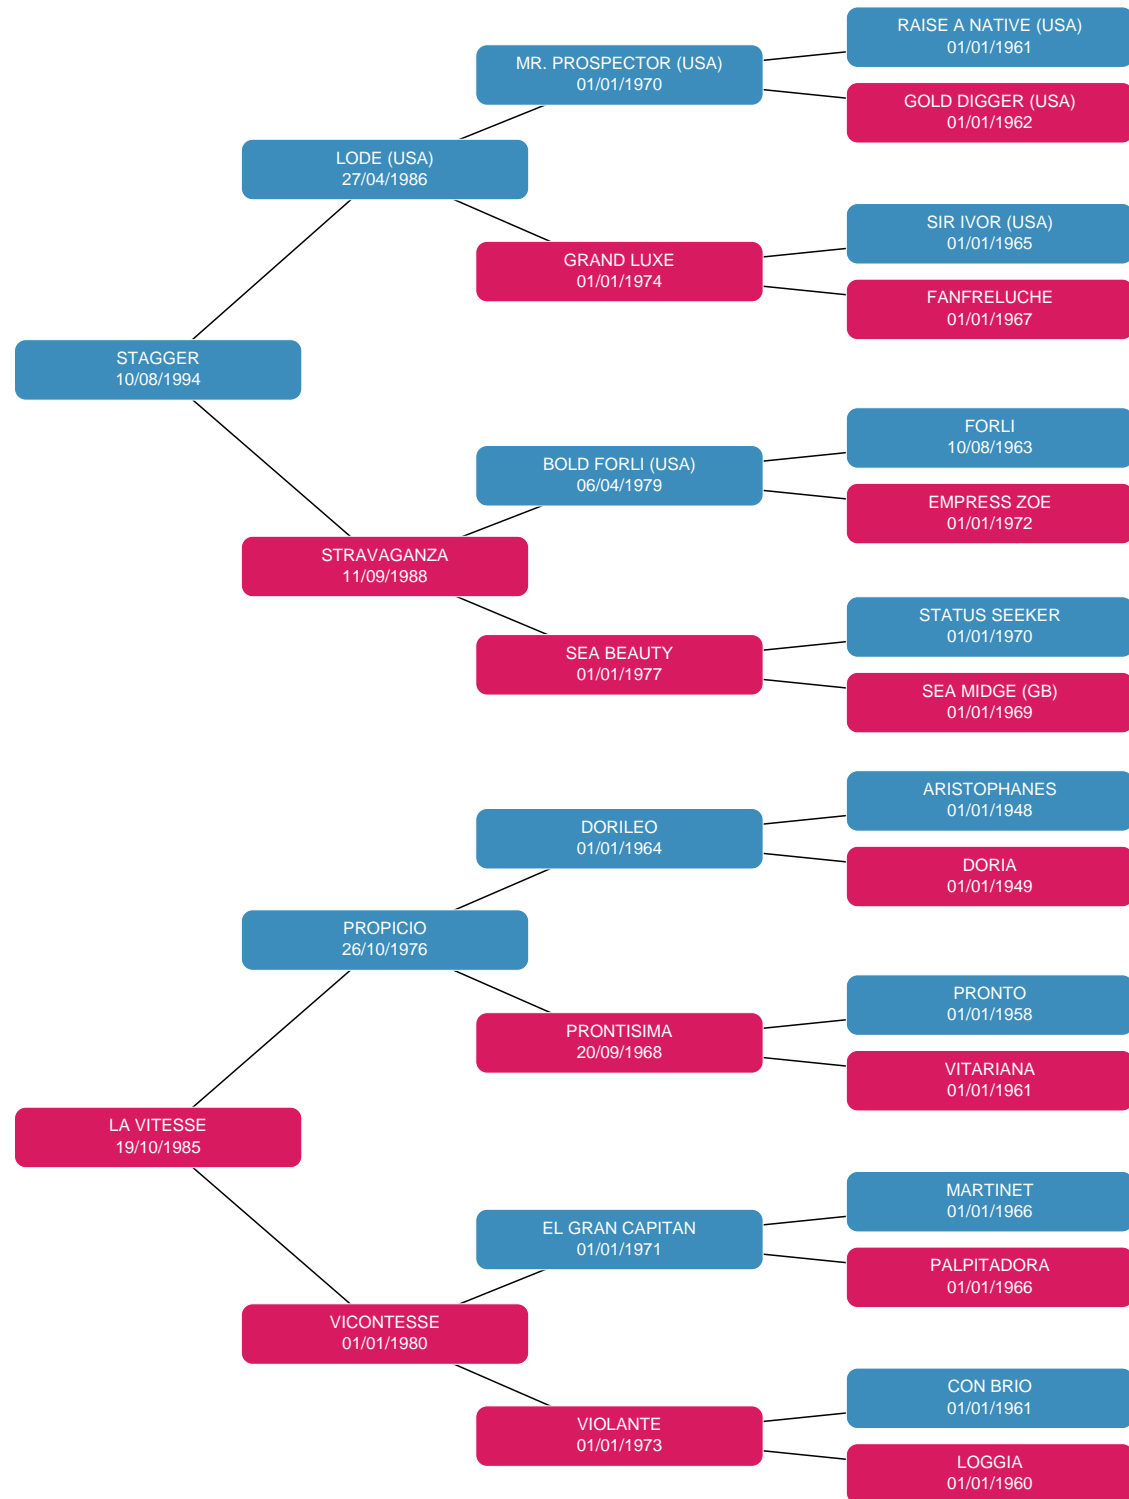 RAISE A NATIVE (USA)
01/01/1961
MR. PROSPECTOR (USA)
01/01/1970
GOLD DIGGER (USA)
01/01/1962
LODE (USA)
27/04/1986
SIR IVOR (USA)
01/01/1965
GRAND LUXE
01/01/1974
FANFRELUCHE
01/01/1967
STAGGER
10/08/1994
FORLI
10/08/1963
BOLD FORLI (USA)
06/04/1979
EMPRESS ZOE
01/01/1972
STRAVAGANZA
11/09/1988
STATUS SEEKER
01/01/1970
SEA BEAUTY
01/01/1977
SEA MIDGE (GB)
01/01/1969
ARISTOPHANES
01/01/1948
DORILEO
01/01/1964
DORIA
01/01/1949
PROPICIO
26/10/1976
PRONTO
01/01/1958
PRONTISIMA
20/09/1968
VITARIANA
01/01/1961
LA VITESSE
19/10/1985
MARTINET
01/01/1966
EL GRAN CAPITAN
01/01/1971
PALPITADORA
01/01/1966
VICONTESSE
01/01/1980
CON BRIO
01/01/1961
VIOLANTE
01/01/1973
LOGGIA
01/01/1960